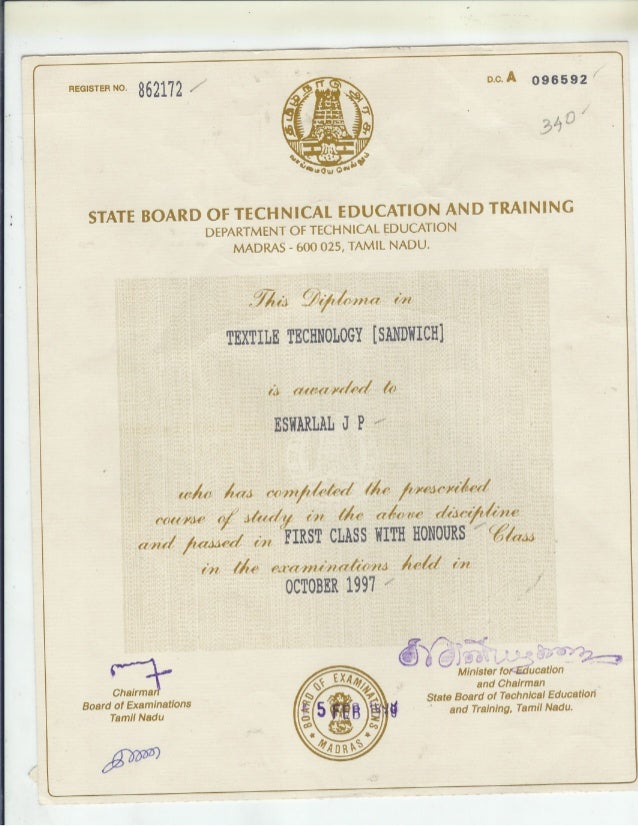 REGISTER NO. 862172
D.C. A 096592
340
தமிழ்நாடு அரசு
வாய்மையே வெல்லும்
STATE BOARD OF TECHNICAL EDUCATION AND TRAINING
DEPARTMENT OF TECHNICAL EDUCATION
MADRAS - 600 025, TAMIL NADU.
This Diploma in
TEXTILE TECHNOLOGY [SANDWICH]
is awarded to
ESWARLAL J P
who has completed the prescribed
course of study in the above discipline
and passed in FIRST CLASS WITH HONOURS Class
in the examinations held in
OCTOBER 1997
Chairman
Board of Examinations
Tamil Nadu
Minister for Education
and Chairman
State Board of Technical Education
and Training, Tamil Nadu.
BOARD OF EXAMINATIONS
5 FEB
MADRAS